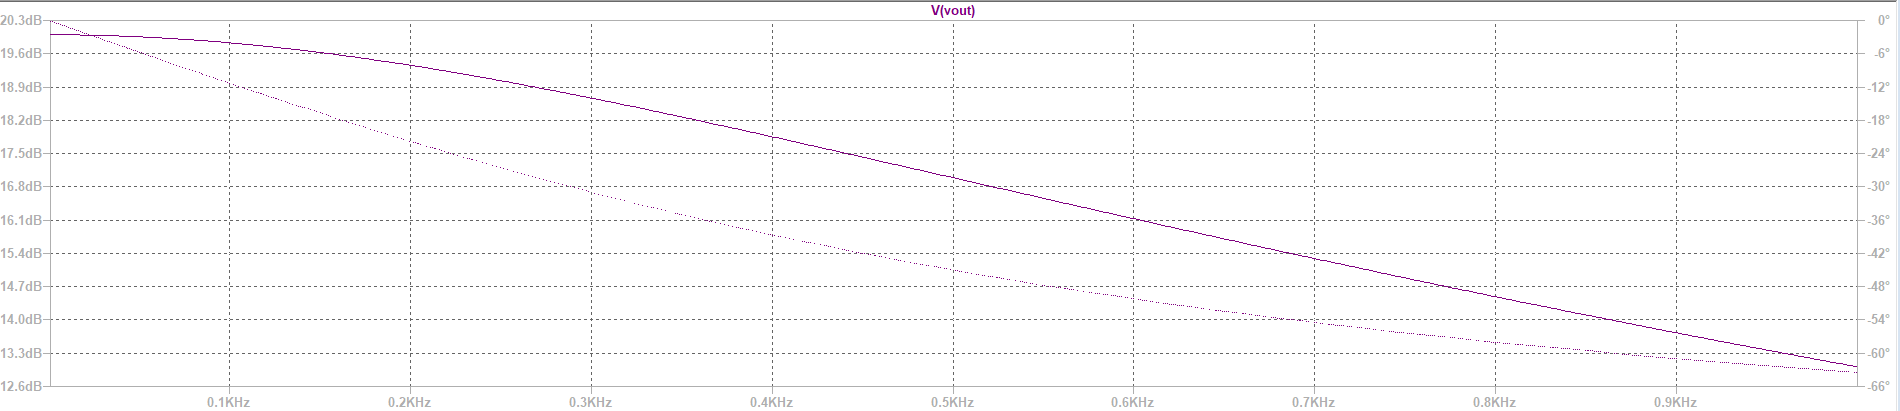 V(vout)
20.3dB
19.6dB
18.9dB
18.2dB
17.5dB
16.8dB
16.1dB
15.4dB
14.7dB
14.0dB
13.3dB
12.6dB
0°
-6°
-12°
-18°
-24°
-30°
-36°
-42°
-48°
-54°
-60°
-66°
0.1KHz 0.2KHz 0.3KHz 0.4KHz 0.5KHz 0.6KHz 0.7KHz 0.8KHz 0.9KHz